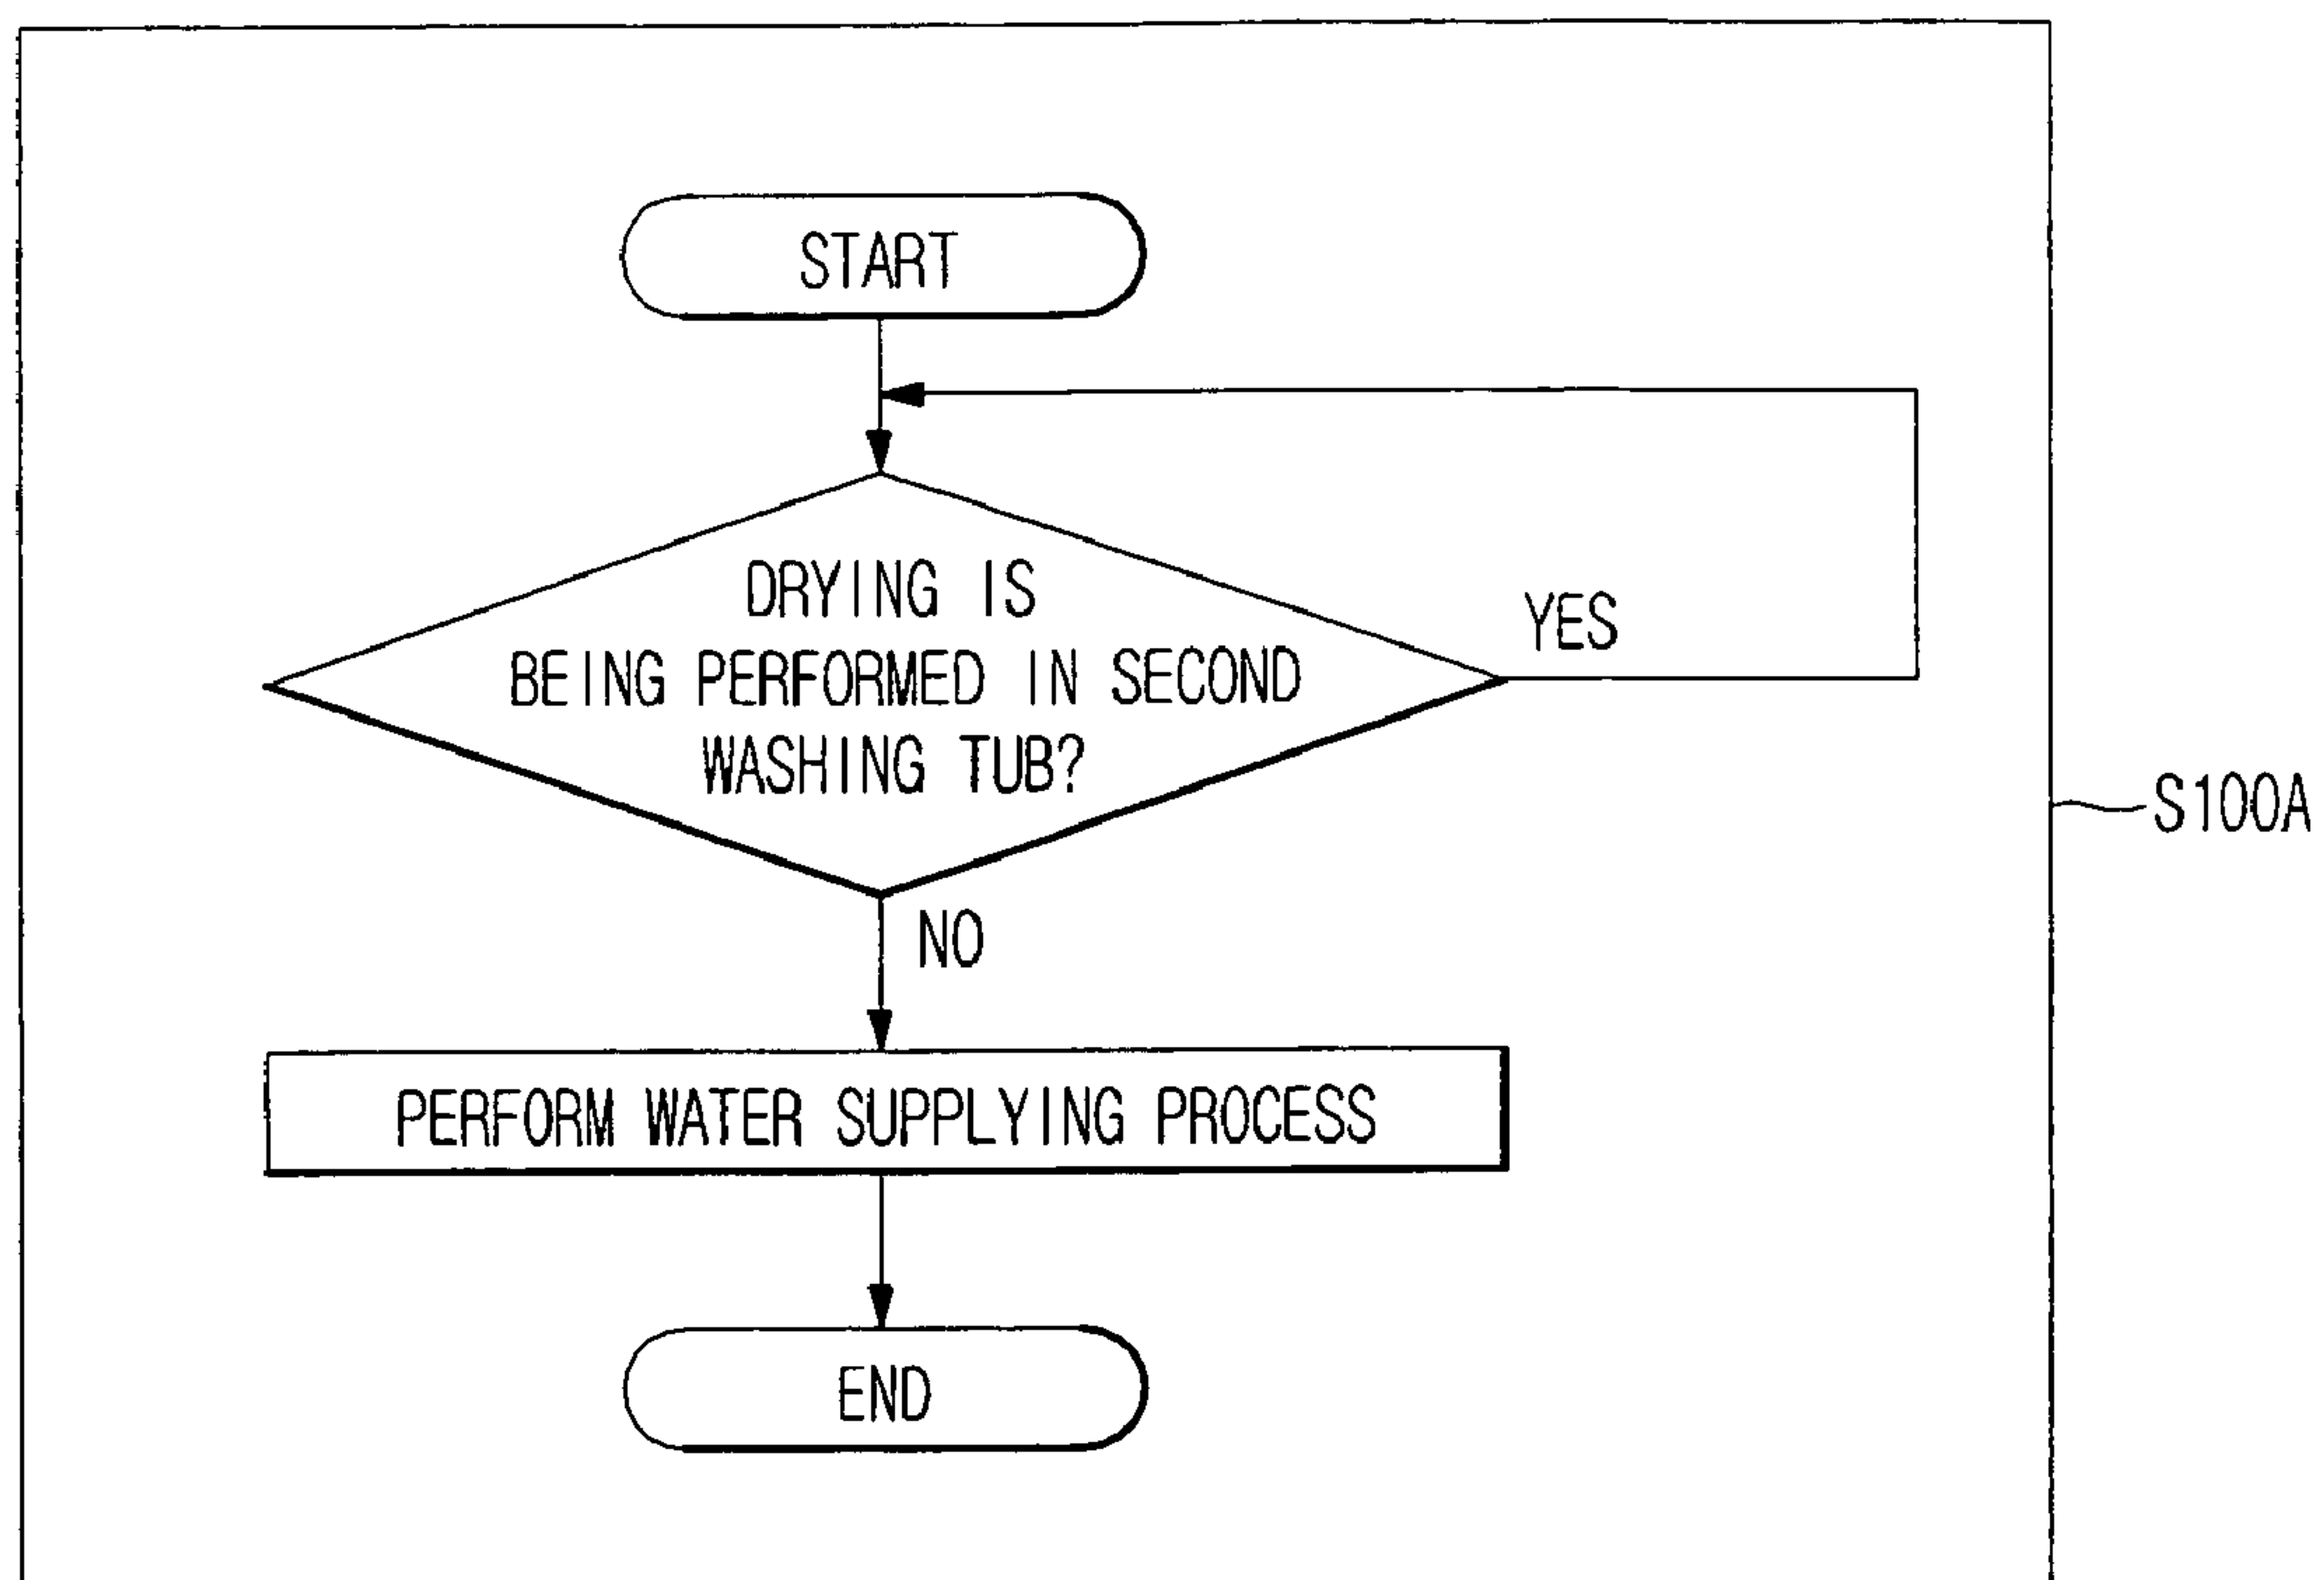 START
DRYING IS
BEING PERFORMED IN SECOND
WASHING TUB?
YES
S100A
NO
PERFORM WATER SUPPLYING PROCESS
END